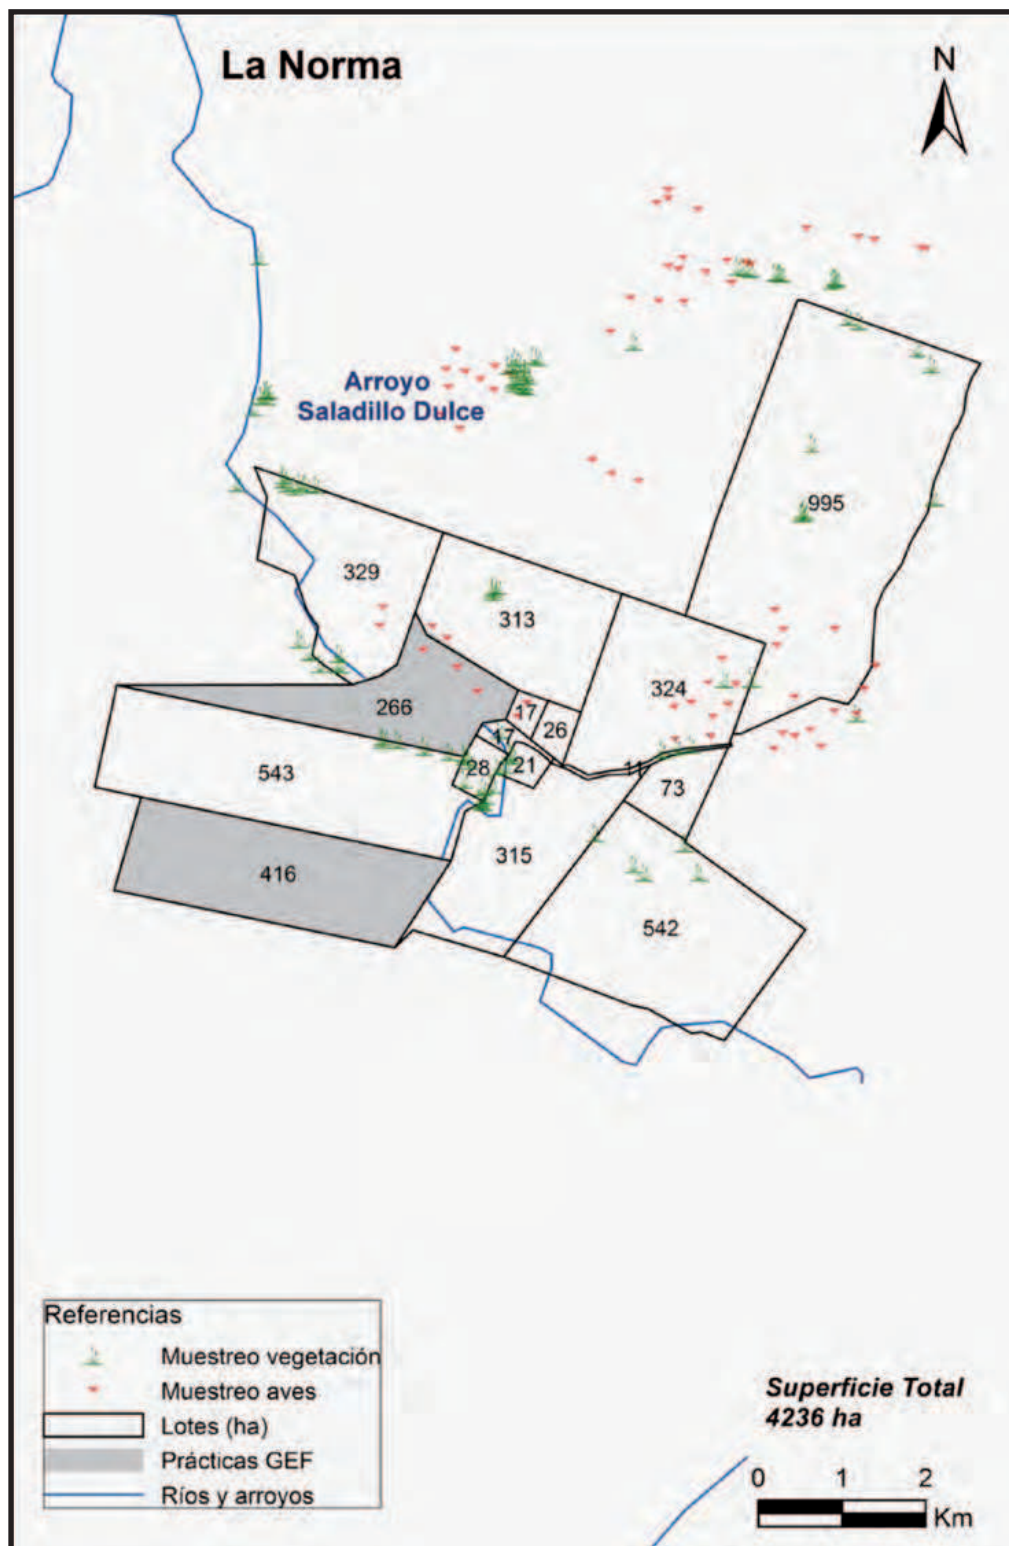 La Norma
N
Arroyo
Saladillo Dulce
995
329
313
324
266
17
26
17
28
21
11
73
543
315
416
542
Referencias
Muestreo vegetación
Muestreo aves
Lotes (ha)
Prácticas GEF
Ríos y arroyos
Superficie Total
4236 ha
0 1 2
Km